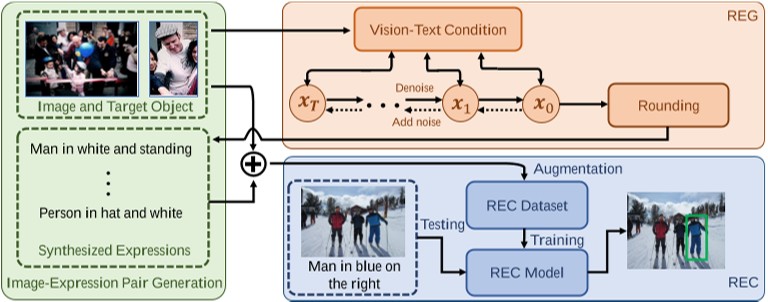 Image and Target Object
Man in white and standing
Person in hat and white
Synthesized Expressions
Image-Expression Pair Generation
REG
Vision-Text Condition
x_T
Denoise
Add noise
x_1
x_0
Rounding
Augmentation
REC Dataset
Training
Testing
REC Model
Man in blue on
the right
REC